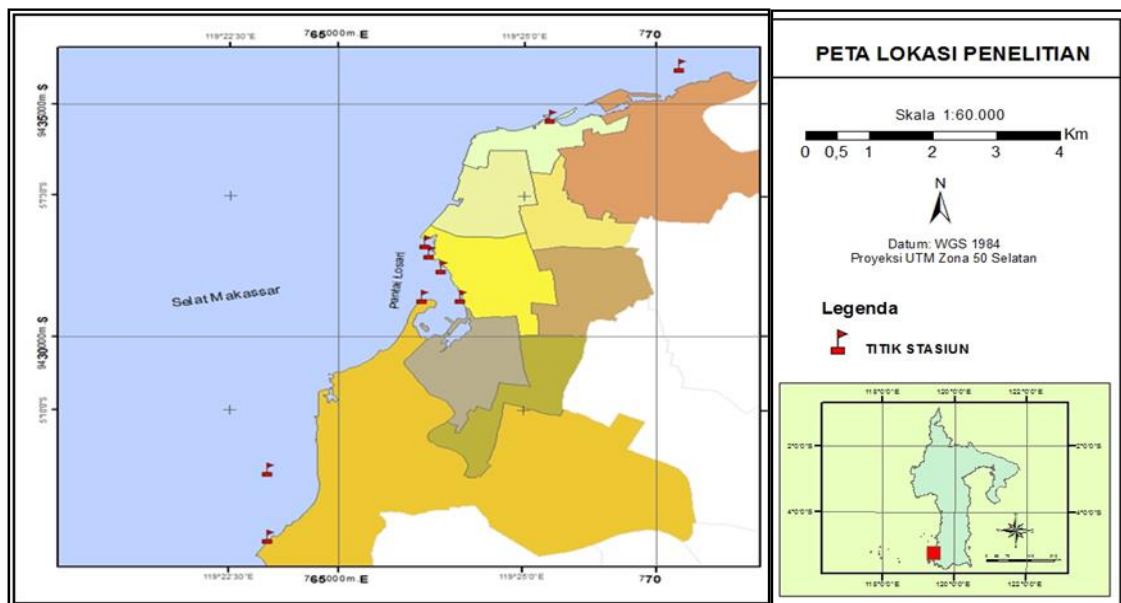 119°22'30"E
765000m.E
119°25'0"E
770
9435000m S
5°7'30"S
Pantai Losari
Selat Makassar
9430000m S
5°10'0"S
119°22'30"E
765000m.E
119°25'0"E
770
PETA LOKASI PENELITIAN
Skala 1:60.000
Km
0 0,5 1 2 3 4
N
Datum: WGS 1984
Proyeksi UTM Zona 50 Selatan
Legenda
TITIK STASIUN
118°0'0"E 120°0'0"E 122°0'0"E
2°0'0"S 2°0'0"S
4°0'0"S 4°0'0"S
118°0'0"E 120°0'0"E 122°0'0"E